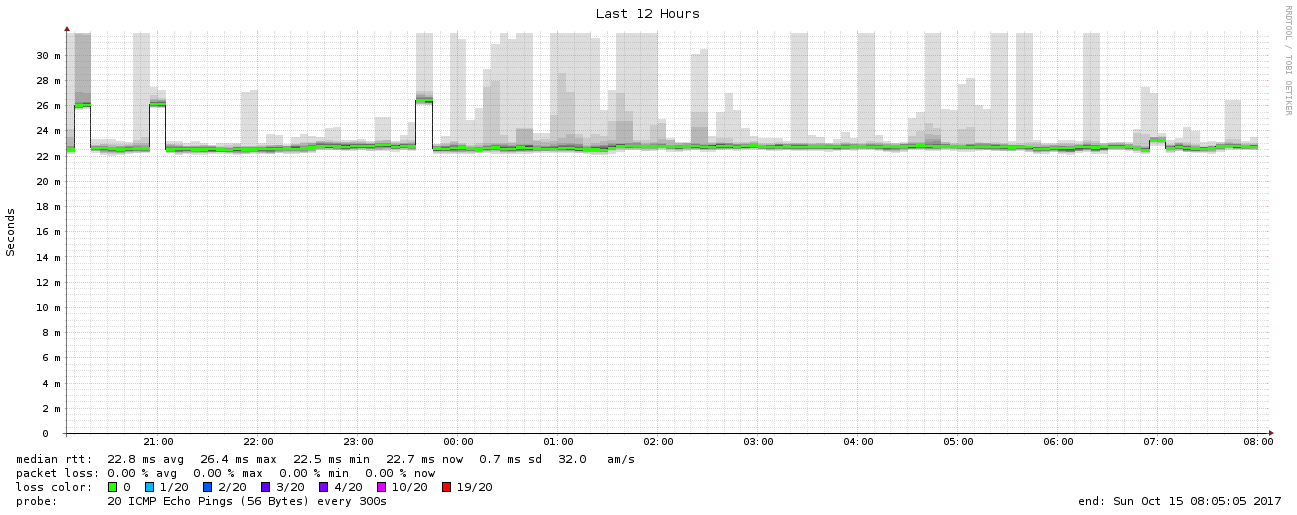 Last 12 Hours
RRDTOOL / TOBI OETIKER
Seconds
30 m
28 m
26 m
24 m
22 m
20 m
18 m
16 m
14 m
12 m
10 m
8 m
6 m
4 m
2 m
0
21:00 22:00 23:00 00:00 01:00 02:00 03:00 04:00 05:00 06:00 07:00 08:00
median rtt: 22.8 ms avg 26.4 ms max 22.5 ms min 22.7 ms now 0.7 ms sd 32.0 am/s
packet loss: 0.00 % avg 0.00 % max 0.00 % min 0.00 % now
loss color: 0 1/20 2/20 3/20 4/20 10/20 19/20
probe: 20 ICMP Echo Pings (56 Bytes) every 300s end: Sun Oct 15 08:05:05 2017